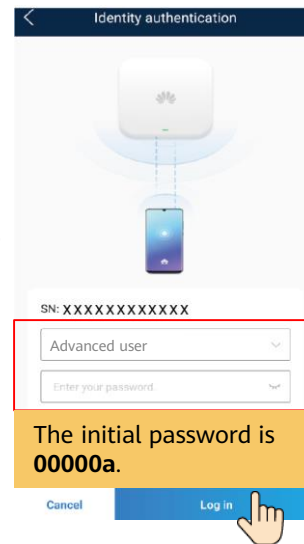 Identity authentication
SN: XXXXXXXXXXXX
Advanced user
Enter your password.
The initial password is
00000a.
Cancel
Log in